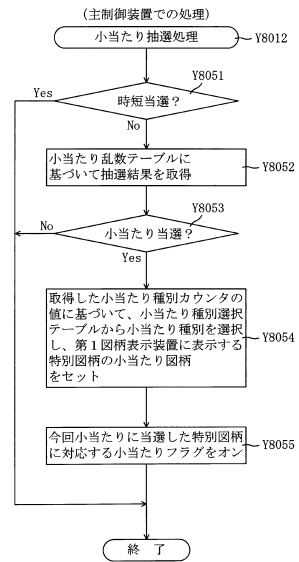 (主制御装置での処理)
小当たり抽選処理
Y8012
Y8051
Yes
時短当選?
No
小当たり乱数テーブルに
基づいて抽選結果を取得
Y8052
Y8053
No
小当たり当選?
Yes
取得した小当たり種別カウンタの
値に基づいて、小当たり種別選択
テーブルから小当たり種別を選択
し、第1図柄表示装置に表示する
特別図柄の小当たり図柄
をセット
Y8054
今回小当たりに当選した特別図柄
に対応する小当たりフラグをオン
Y8055
終 了